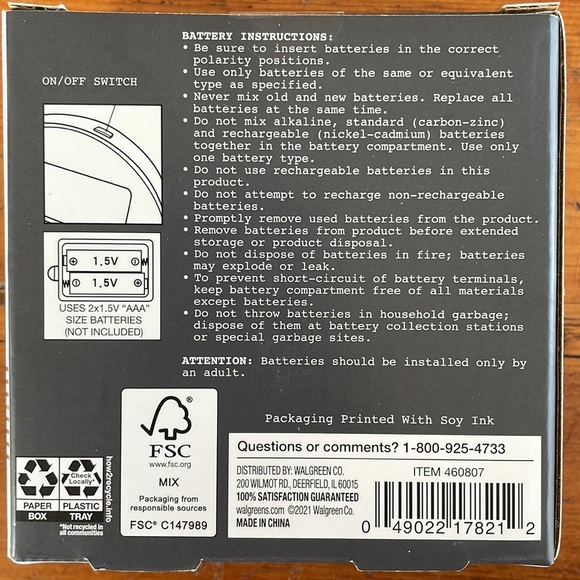 BATTERY INSTRUCTIONS:
• Be sure to insert batteries in the correct
polarity positions.
• Use only batteries of the same or equivalent
type as specified.
• Never mix old and new batteries. Replace all
batteries at the same time.
• Do not mix alkaline, standard (carbon-zinc)
and rechargeable (nickel-cadmium) batteries
together in the battery compartment. Use only
one battery type.
• Do not use rechargeable batteries in this
product.
• Do not attempt to recharge non-rechargeable
batteries.
• Promptly remove used batteries from the product.
• Remove batteries from product before extended
storage or product disposal.
• Do not dispose of batteries in fire; batteries
may explode or leak.
• To prevent short-circuit of battery terminals,
keep battery compartment free of all materials
except batteries.
• Do not throw batteries in household garbage;
dispose of them at battery collection stations
or special garbage sites.
ATTENTION: Batteries should be installed only by
an adult.
ON/OFF SWITCH
1.5V
1.5V
USES 2x1.5V "AAA"
SIZE BATTERIES
(NOT INCLUDED)
Packaging Printed With Soy Ink
FSC
www.fsc.org
MIX
Packaging from
responsible sources
FSC® C147989
Check
Locally*
PAPER
BOX
PLASTIC
TRAY
*Not recycled in
all communities
how2recycle.info
Questions or comments? 1-800-925-4733
DISTRIBUTED BY: WALGREEN CO.
200 WILMOT RD., DEERFIELD, IL 60015
100% SATISFACTION GUARANTEED
walgreens.com ©2021 Walgreen Co.
MADE IN CHINA
ITEM 460807
0 49022 17821 2